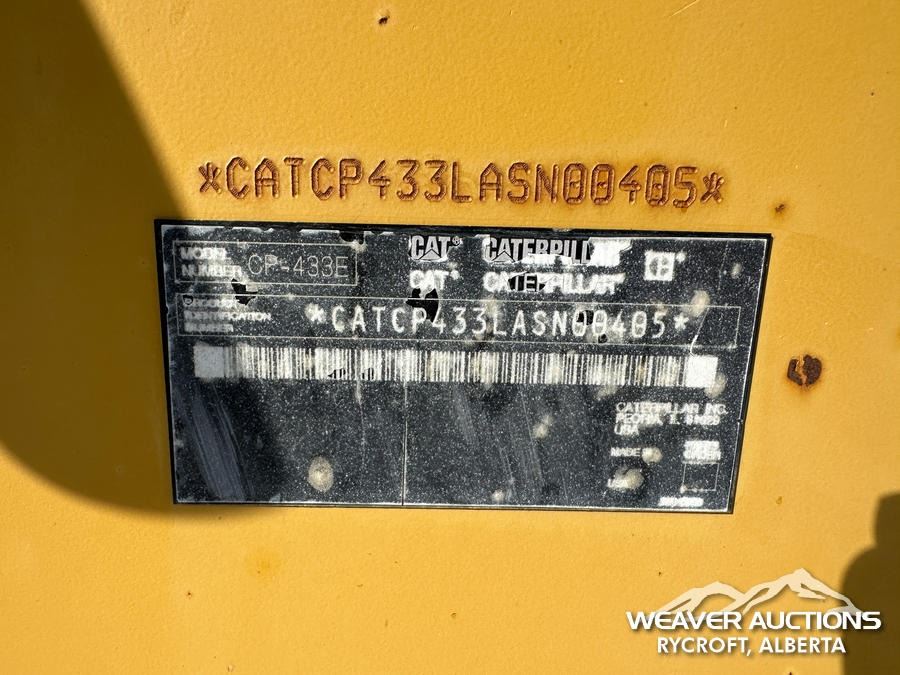 *CATCP433LASN00405*
MODEL
NUMBER
CP-433E
CAT® CATERPILLAR
CAT® CATERPILLAR®
PRODUCT
IDENTIFICATION
NUMBER
*CATCP433LASN00405*
CATERPILLAR INC.
PEORIA
USA
MADE
WEAVER AUCTIONS
RYCROFT, ALBERTA